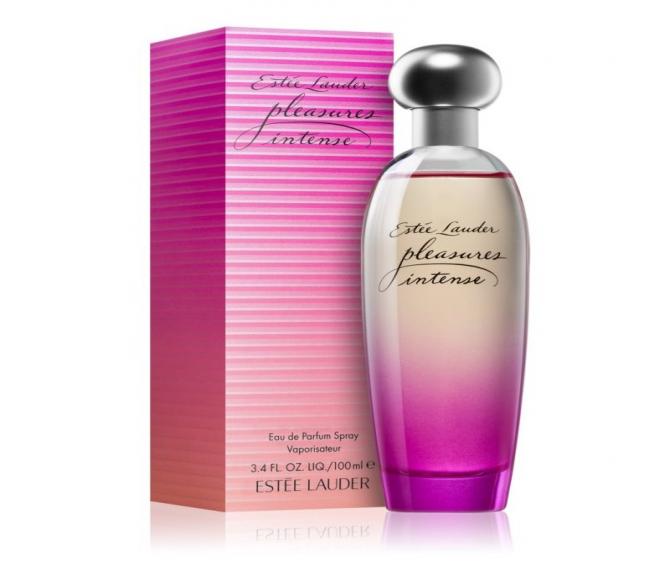 Estée Lauder
pleasures
intense
Eau de Parfum Spray
Vaporisateur
3.4 FL. OZ. LIQ./100ml e
ESTÉE LAUDER
Estée Lauder
pleasures
intense